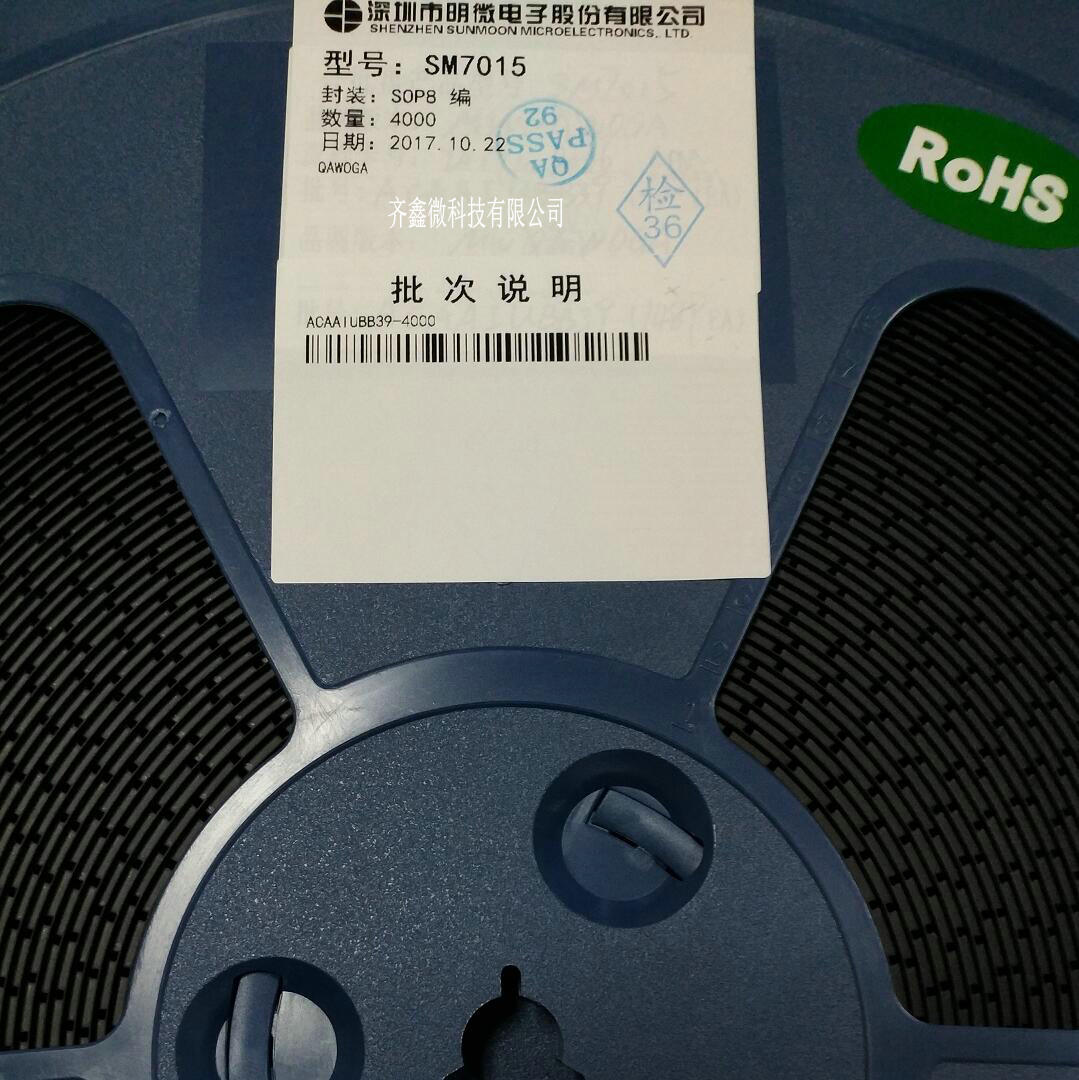 深圳市明微电子股份有限公司
SHENZHEN SUNMOON MICROELECTRONICS., LTD.
型号: SM7015
封装: SOP8 编
数量: 4000
日期: 2017.10.22
QAWOGA
QA
PASS
92
检
36
RoHS
齐鑫微科技有限公司
批次说明
ACAAIUBB39-4000